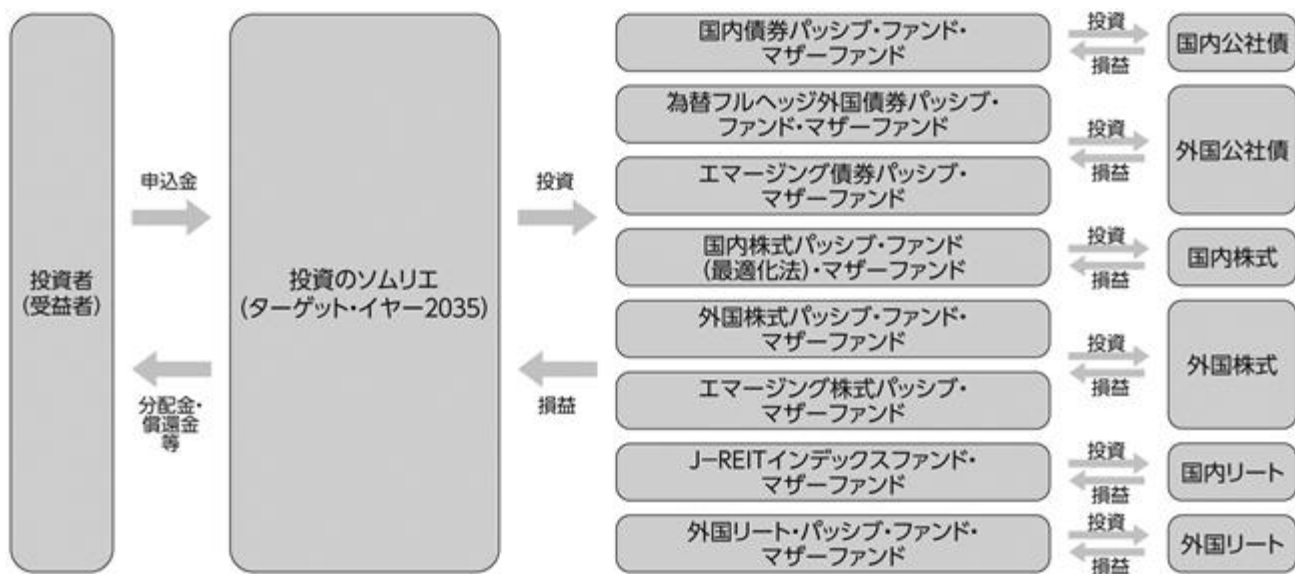 投資者
(受益者)
申込金
分配金・
償還金
等
投資のソムリエ
(ターゲット・イヤー2035)
投資
損益
国内債券パッシブ・ファンド・
マザーファンド
投資
損益
国内公社債
為替フルヘッジ外国債券パッシブ・
ファンド・マザーファンド
エマージング債券パッシブ・
マザーファンド
投資
損益
外国公社債
国内株式パッシブ・ファンド
(最適化法)・マザーファンド
投資
損益
国内株式
外国株式パッシブ・ファンド・
マザーファンド
エマージング株式パッシブ・
マザーファンド
投資
損益
外国株式
J-REITインデックスファンド・
マザーファンド
投資
損益
国内リート
外国リート・パッシブ・ファンド・
マザーファンド
投資
損益
外国リート